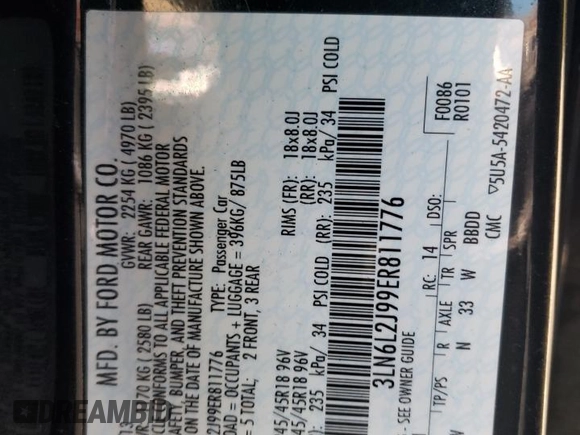 MFD. BY FORD MOTOR CO.
GVWR: 2254 KG ( 4970 LB)
70 KG ( 2580 LB) REAR GAWR: 1086 KG ( 2395 LB)
CONFORMS TO ALL APPLICABLE FEDERAL MOTOR
SAFETY, BUMPER, AND THEFT PREVENTION STANDARDS
ON THE DATE OF MANUFACTURE SHOWN ABOVE.
2J99ER811776 TYPE: Passenger Car
OAD = OCCUPANTS + LUGGAGE = 396KG/ 875LB
= 5 TOTAL; 2 FRONT, 3 REAR
45/45R18 96V RIMS (FR): 18x8.0J
45/45R18 96V (RR): 18x8.0J
235 kPa/ 34 PSI COLD (RR): 235 kPa/ 34 PSI COLD
- SEE OWNER GUIDE
3LN6L2J99ER811776
RC: 14 DSO: F0086
R0101
TP/PS R AXLE TR SPR
N 33 W BBDD
V CMC ▽5U5A-5420472-AA
AUTOBIDMASTER